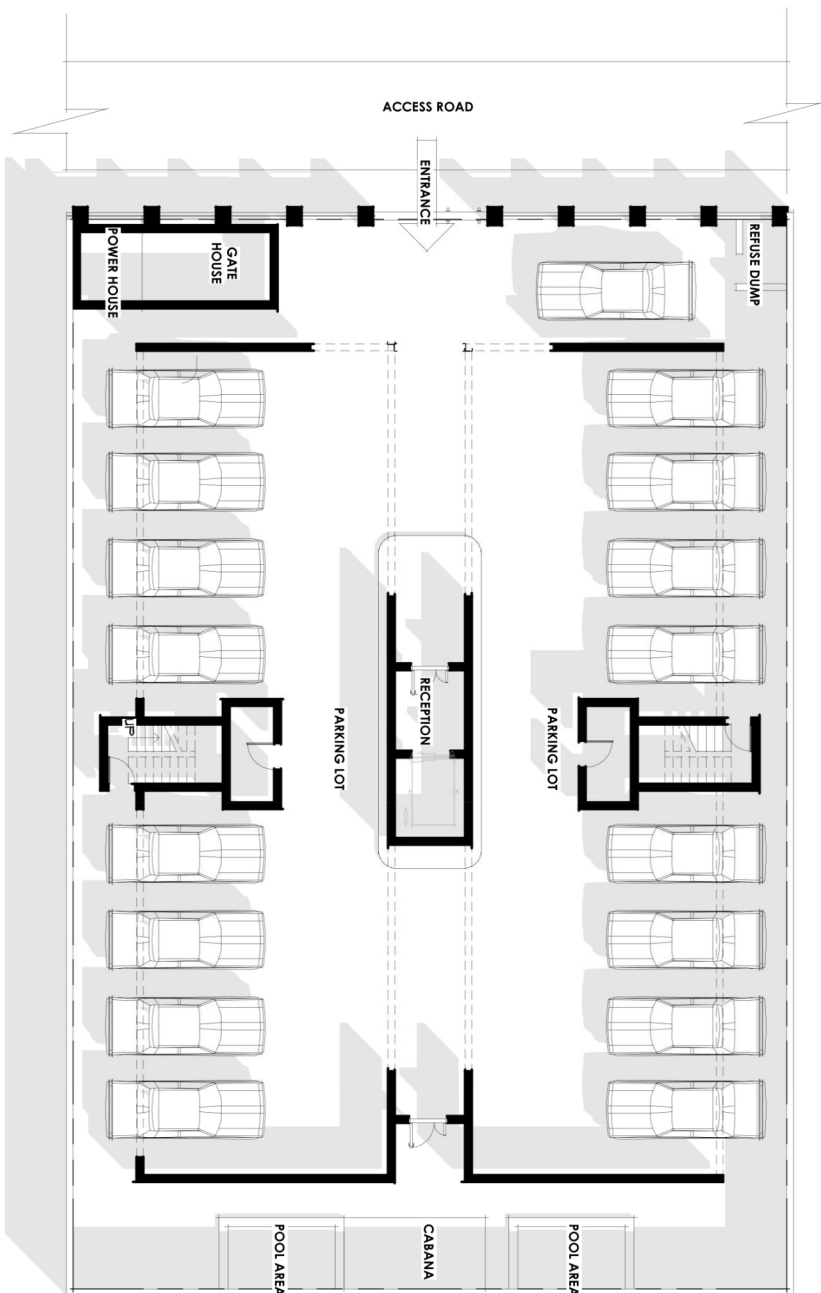 ACCESS ROAD
ENTRANCE
POWER HOUSE
GATE
HOUSE
REFUSE DUMP
RECEPTION
PARKING LOT
PARKING LOT
UP
POOL AREA
CABANA
POOL AREA